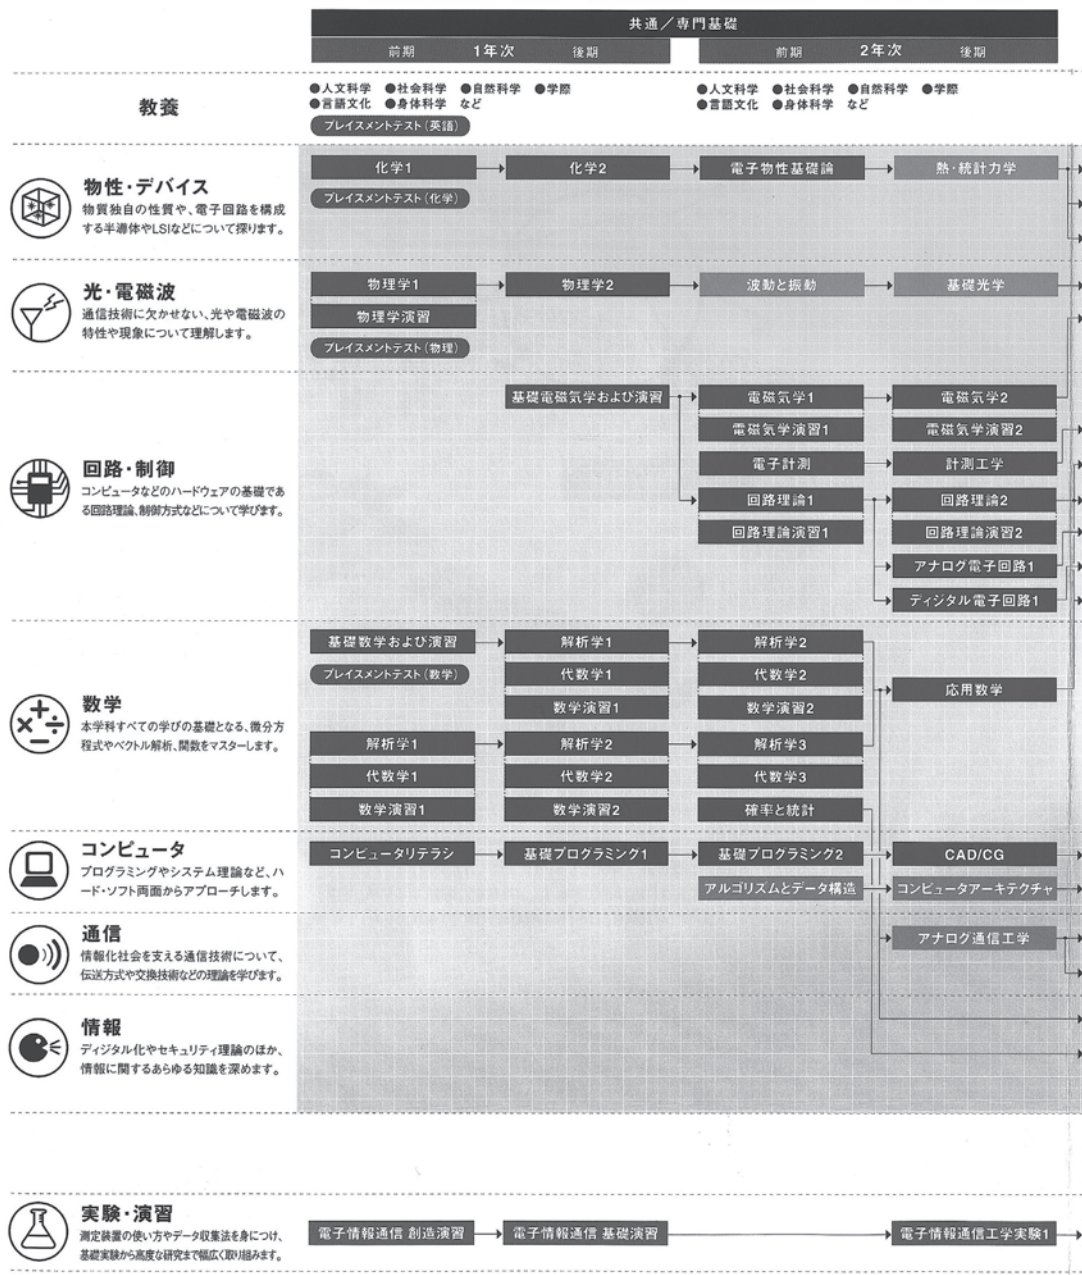 共通／専門基礎
前期 1年次 後期
前期 2年次 後期
教養
●人文科学 ●社会科学 ●自然科学 ●学際
●言語文化 ●身体科学 など
プレイスメントテスト(英語)
●人文科学 ●社会科学 ●自然科学 ●学際
●言語文化 ●身体科学 など
物性・デバイス
物質独自の性質や、電子回路を構成
する半導体やLSIなどについて探ります。
化学1
化学2
電子物性基礎論
熱・統計力学
プレイスメントテスト(化学)
光・電磁波
通信技術に欠かせない、光や電磁波の
特性や現象について理解します。
物理学1
物理学2
波動と振動
基礎光学
物理学演習
プレイスメントテスト(物理)
回路・制御
コンピュータなどのハードウェアの基礎であ
る回路理論、制御方式などについて学びます。
基礎電磁気学および演習
電磁気学1
電磁気学2
電磁気学演習1
電磁気学演習2
電子計測
計測工学
回路理論1
回路理論2
回路理論演習1
回路理論演習2
アナログ電子回路1
ディジタル電子回路1
数学
本学科すべての学びの基礎となる、微分方
程式やベクトル解析、関数をマスターします。
基礎数学および演習
解析学1
解析学2
プレイスメントテスト(数学)
代数学1
代数学2
応用数学
数学演習1
数学演習2
解析学1
解析学2
解析学3
代数学1
代数学2
代数学3
数学演習1
数学演習2
確率と統計
コンピュータ
プログラミングやシステム理論など、ハ
ード・ソフト両面からアプローチします。
コンピュータリテラシ
基礎プログラミング1
基礎プログラミング2
CAD/CG
アルゴリズムとデータ構造
コンピュータアーキテクチャ
通信
情報化社会を支える通信技術について、
伝送方式や交換技術などの理論を学びます。
アナログ通信工学
情報
ディジタル化やセキュリティ理論のほか、
情報に関するあらゆる知識を深めます。
実験・演習
測定装置の使い方やデータ収集法を身につけ、
基礎実験から高度な研究まで幅広く取り組みます。
電子情報通信 創造演習
電子情報通信 基礎演習
電子情報通信工学実験1